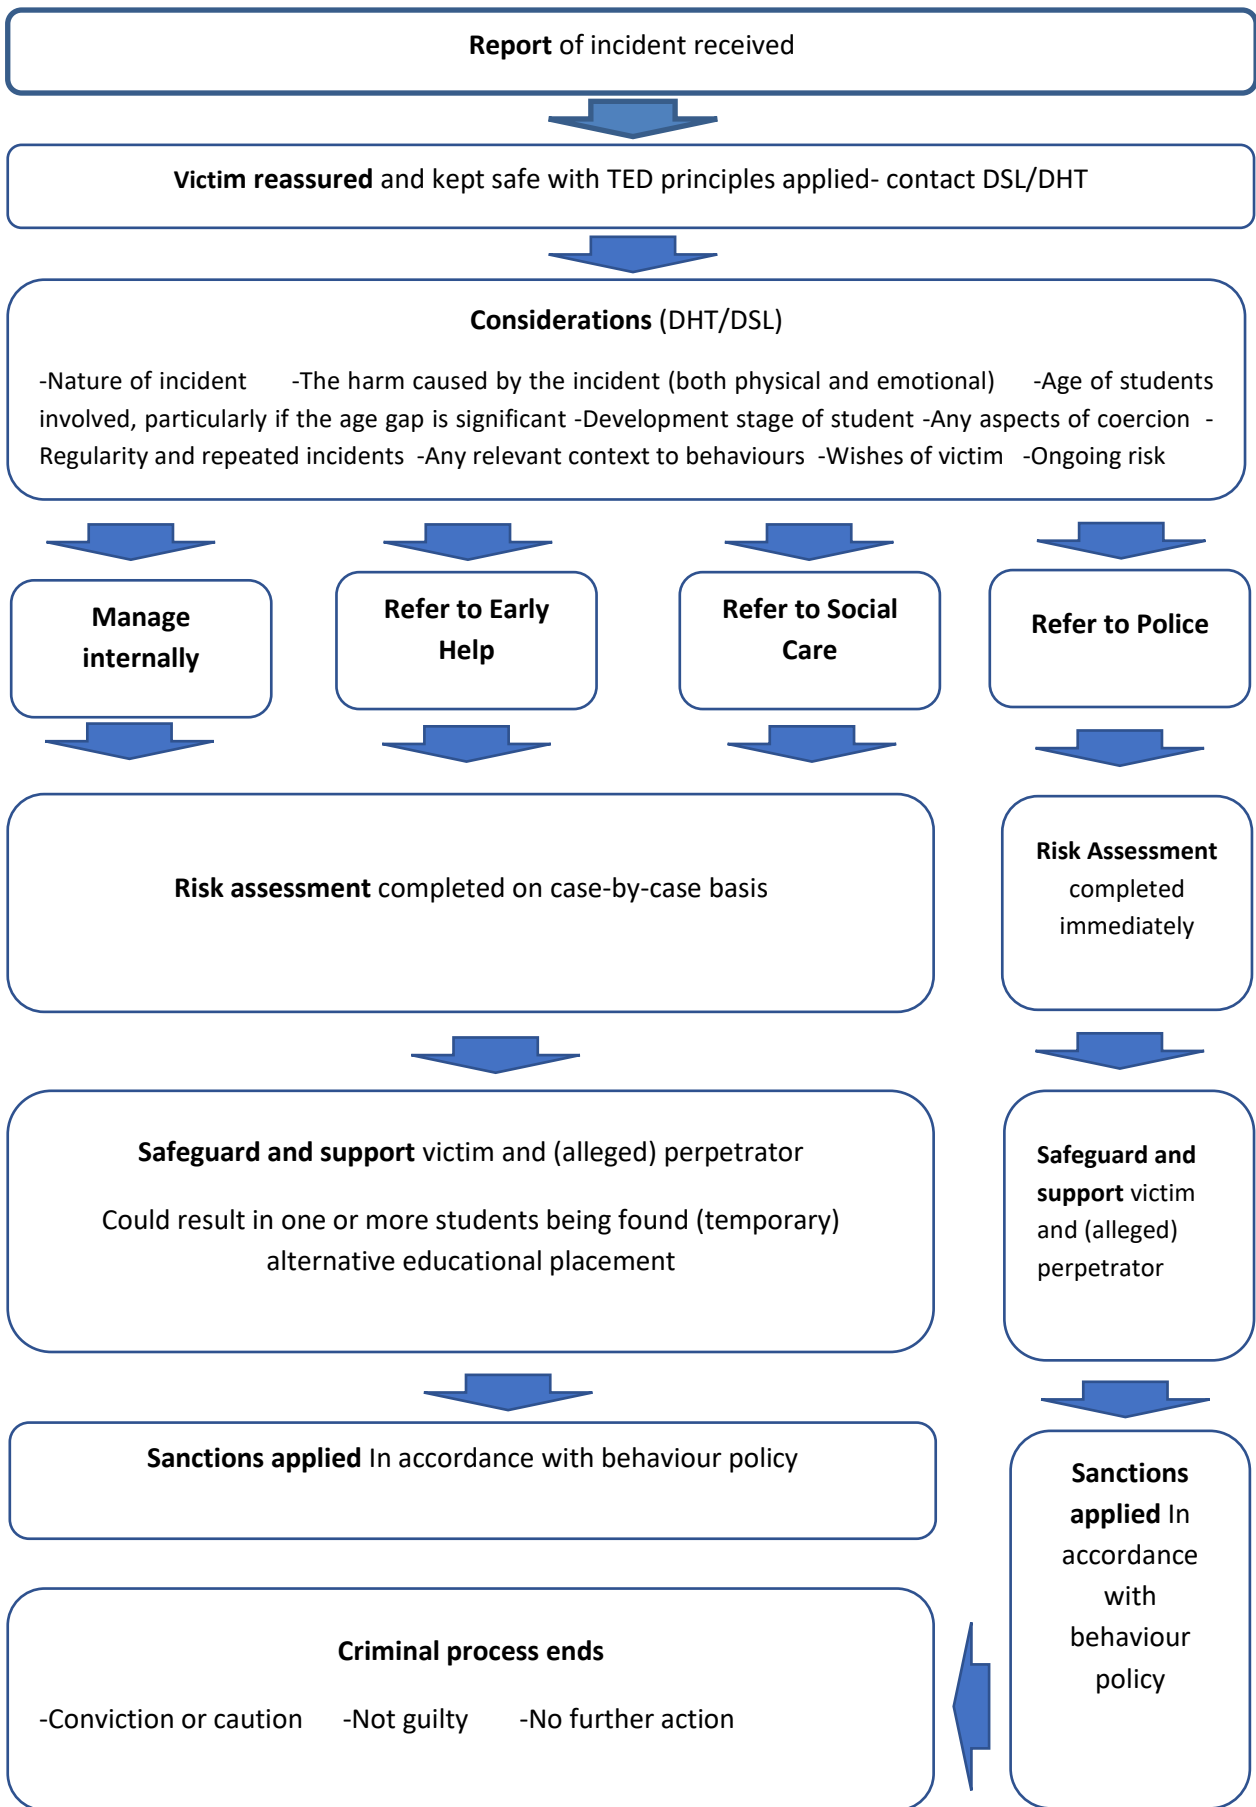 Report of incident received
Victim reassured and kept safe with TED principles applied- contact DSL/DHT
Considerations (DHT/DSL)
-Nature of incident -The harm caused by the incident (both physical and emotional) -Age of students
involved, particularly if the age gap is significant -Development stage of student -Any aspects of coercion -
Regularity and repeated incidents -Any relevant context to behaviours -Wishes of victim -Ongoing risk
Manage
internally
Refer to Early
Help
Refer to Social
Care
Refer to Police
Risk assessment completed on case-by-case basis
Risk Assessment
completed
immediately
Safeguard and support victim and (alleged) perpetrator
Could result in one or more students being found (temporary)
alternative educational placement
Safeguard and
support victim
and (alleged)
perpetrator
Sanctions applied In accordance with behaviour policy
Sanctions
applied In
accordance
with
behaviour
policy
Criminal process ends
-Conviction or caution -Not guilty -No further action